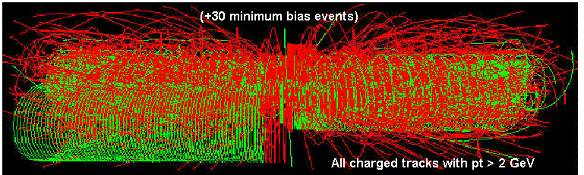 (+30 minimum bias events)
All charged tracks with pt > 2 GeV